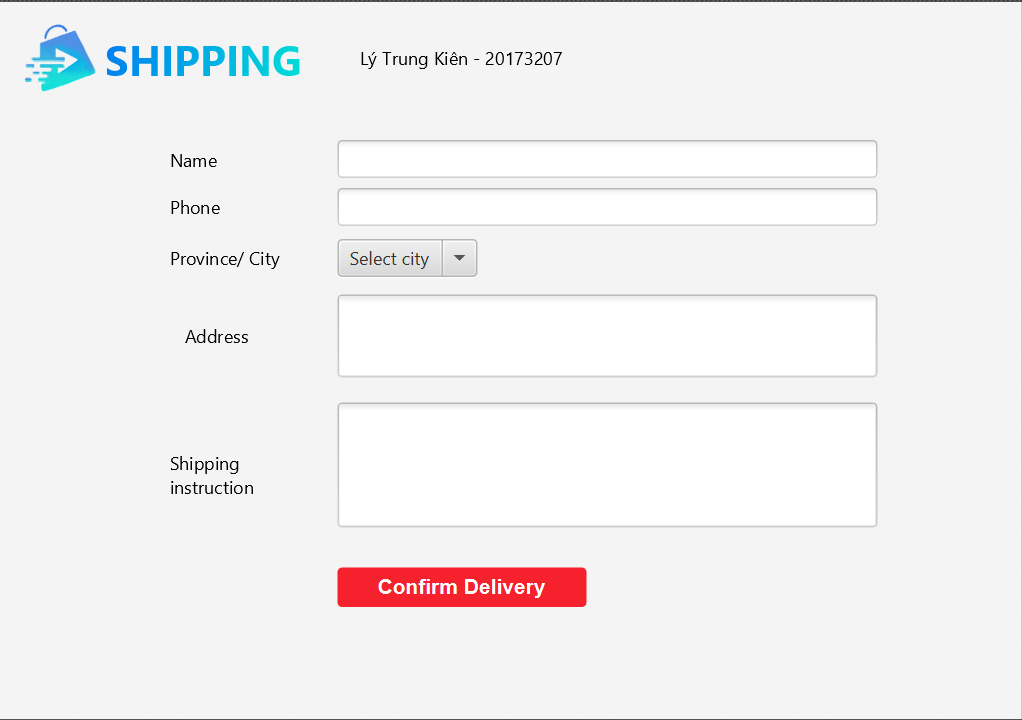 SHIPPING
Lý Trung Kiên - 20173207
Name
Phone
Province/ City
Select city
Address
Shipping
instruction
Confirm Delivery